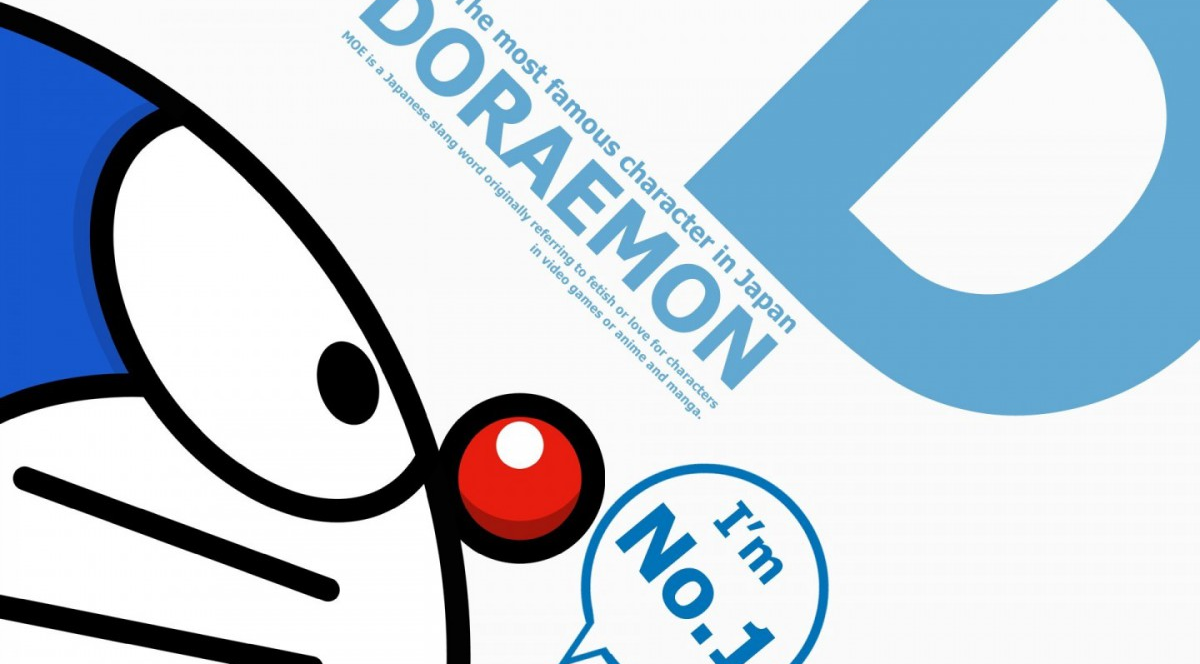 The most famous character in Japan
DORAEMON
MOE is a Japanese slang word originally referring to fetish or love for characters
in video games or anime and manga.
D
I'm
No.1